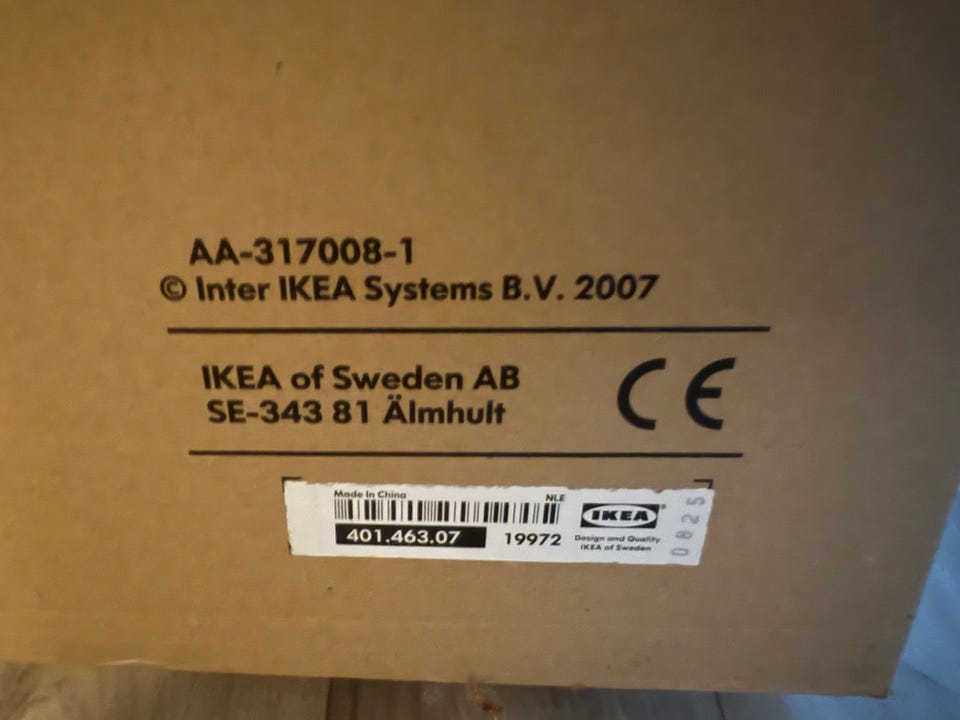 AA-317008-1
© Inter IKEA Systems B.V. 2007
IKEA of Sweden AB
SE-343 81 Älmhult
CE
Made in China
NLE
401.463.07
19972
IKEA®
Design and Quality
IKEA of Sweden
0825